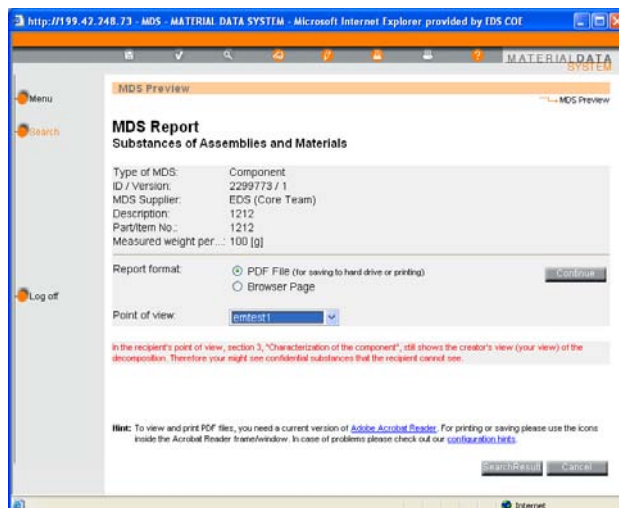 http://199.42.248.73 - MDS - MATERIAL DATA SYSTEM - Microsoft Internet Explorer provided by EDS COE
MATERIALDATA
SYSTEM
MDS Preview
Menu
MDS Preview
Search
MDS Report
Substances of Assemblies and Materials
Type of MDS: Component
ID / Version: 2299773 / 1
MDS Supplier: EDS (Core Team)
Description: 1212
Part/Item No.: 1212
Measured weight per...: 100 [g]
Report format: PDF File (for saving to hard drive or printing) Continue
Browser Page
Log off
Point of view: emtest1
In the recipient's point of view, section 3, "Characterization of the component", still shows the creator's view (your view) of the
decomposition. Therefore your might see confidential substances that the recipient cannot see.
Hint: To view and print PDF files, you need a current version of Adobe Acrobat Reader. For printing or saving please use the icons
inside the Acrobat Reader frame/window. In case of problems please check out our configuration hints.
SearchResult Cancel
Internet